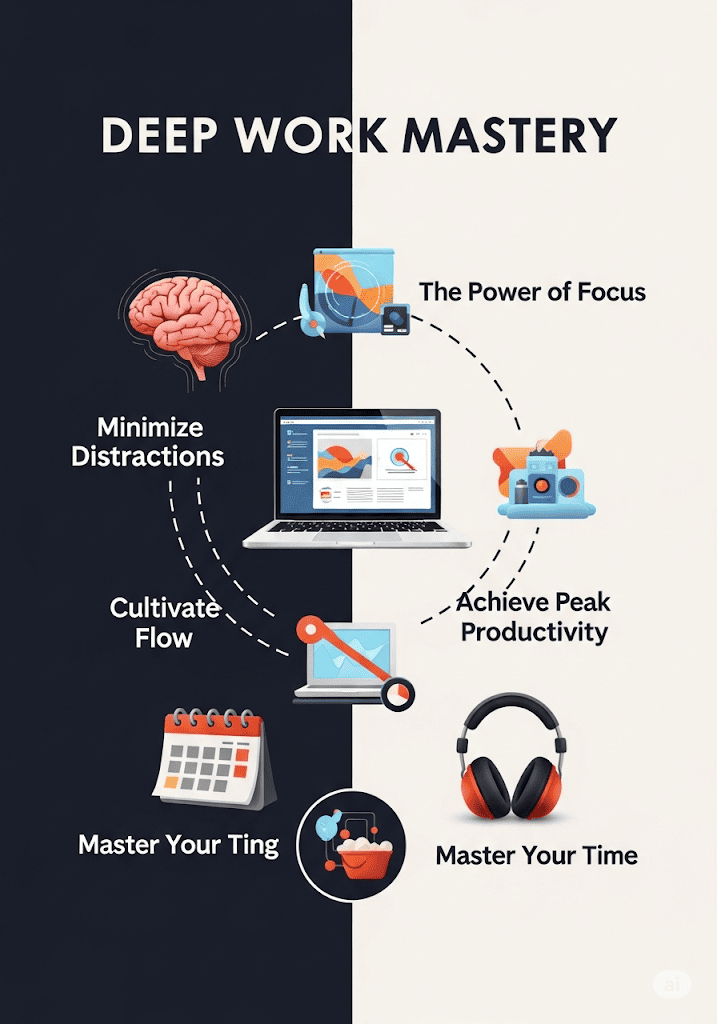 DEEP WORK MASTERY
The Power of Focus
Minimize
Distractions
Cultivate
Flow
Achieve Peak
Productivity
Master Your Ting
Master Your Time
ai